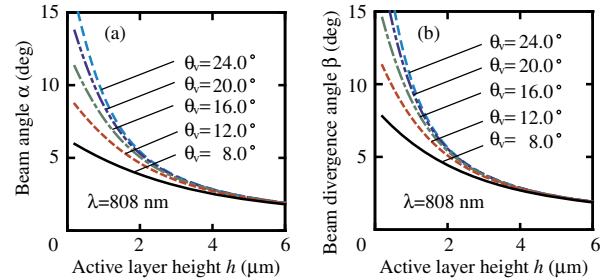 15
10
5
0
0
2
4
6
Beam angle α (deg)
Active layer height h (μm)
(a)
θv=24.0°
θv=20.0°
θv=16.0°
θv=12.0°
θv= 8.0°
λ=808 nm
15
10
5
0
0
2
4
6
Beam divergence angle β (deg)
Active layer height h (μm)
(b)
θv=24.0°
θv=20.0°
θv=16.0°
θv=12.0°
θv= 8.0°
λ=808 nm